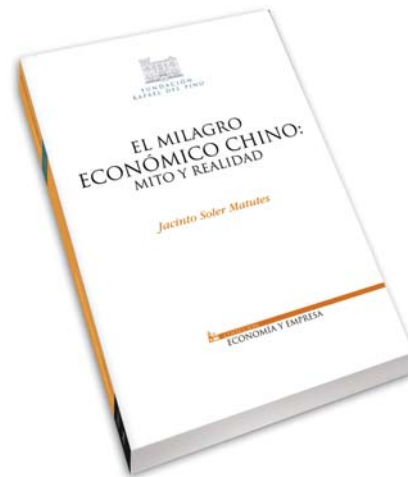 FUNDACIÓN
RAFAEL DEL PINO
EL MILAGRO
ECONÓMICO CHINO:
MITO Y REALIDAD
Jacinto Soler Matutes
ECONOMÍA Y EMPRESA